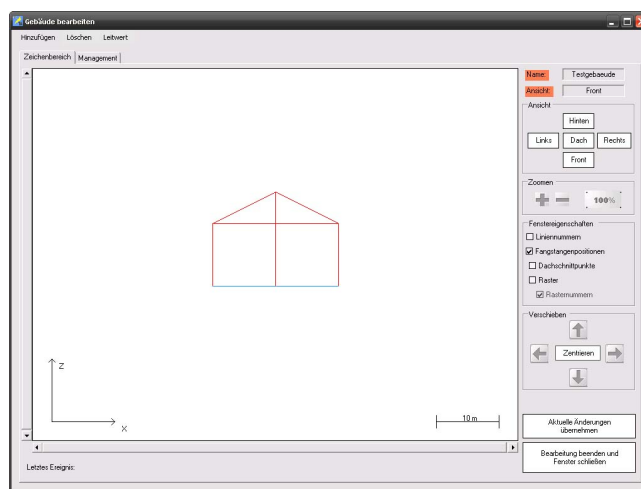 Gebäude bearbeiten
Hinzufügen Löschen Leitwert
Zeichenbereich Management
Name: Testgebaeude
Ansicht: Front
Ansicht
Hinten
Links Dach Rechts
Front
Zoomen
100%
Fenstereigenschaften
Liniennummern
Fangstangenpositionen
Dachschnittpunkte
Raster
Rasternummern
Verschieben
Zentrieren
Z
X
10 m
Aktuelle Änderungen
übernehmen
Bearbeitung beenden und
Fenster schließen
Letztes Ereignis: